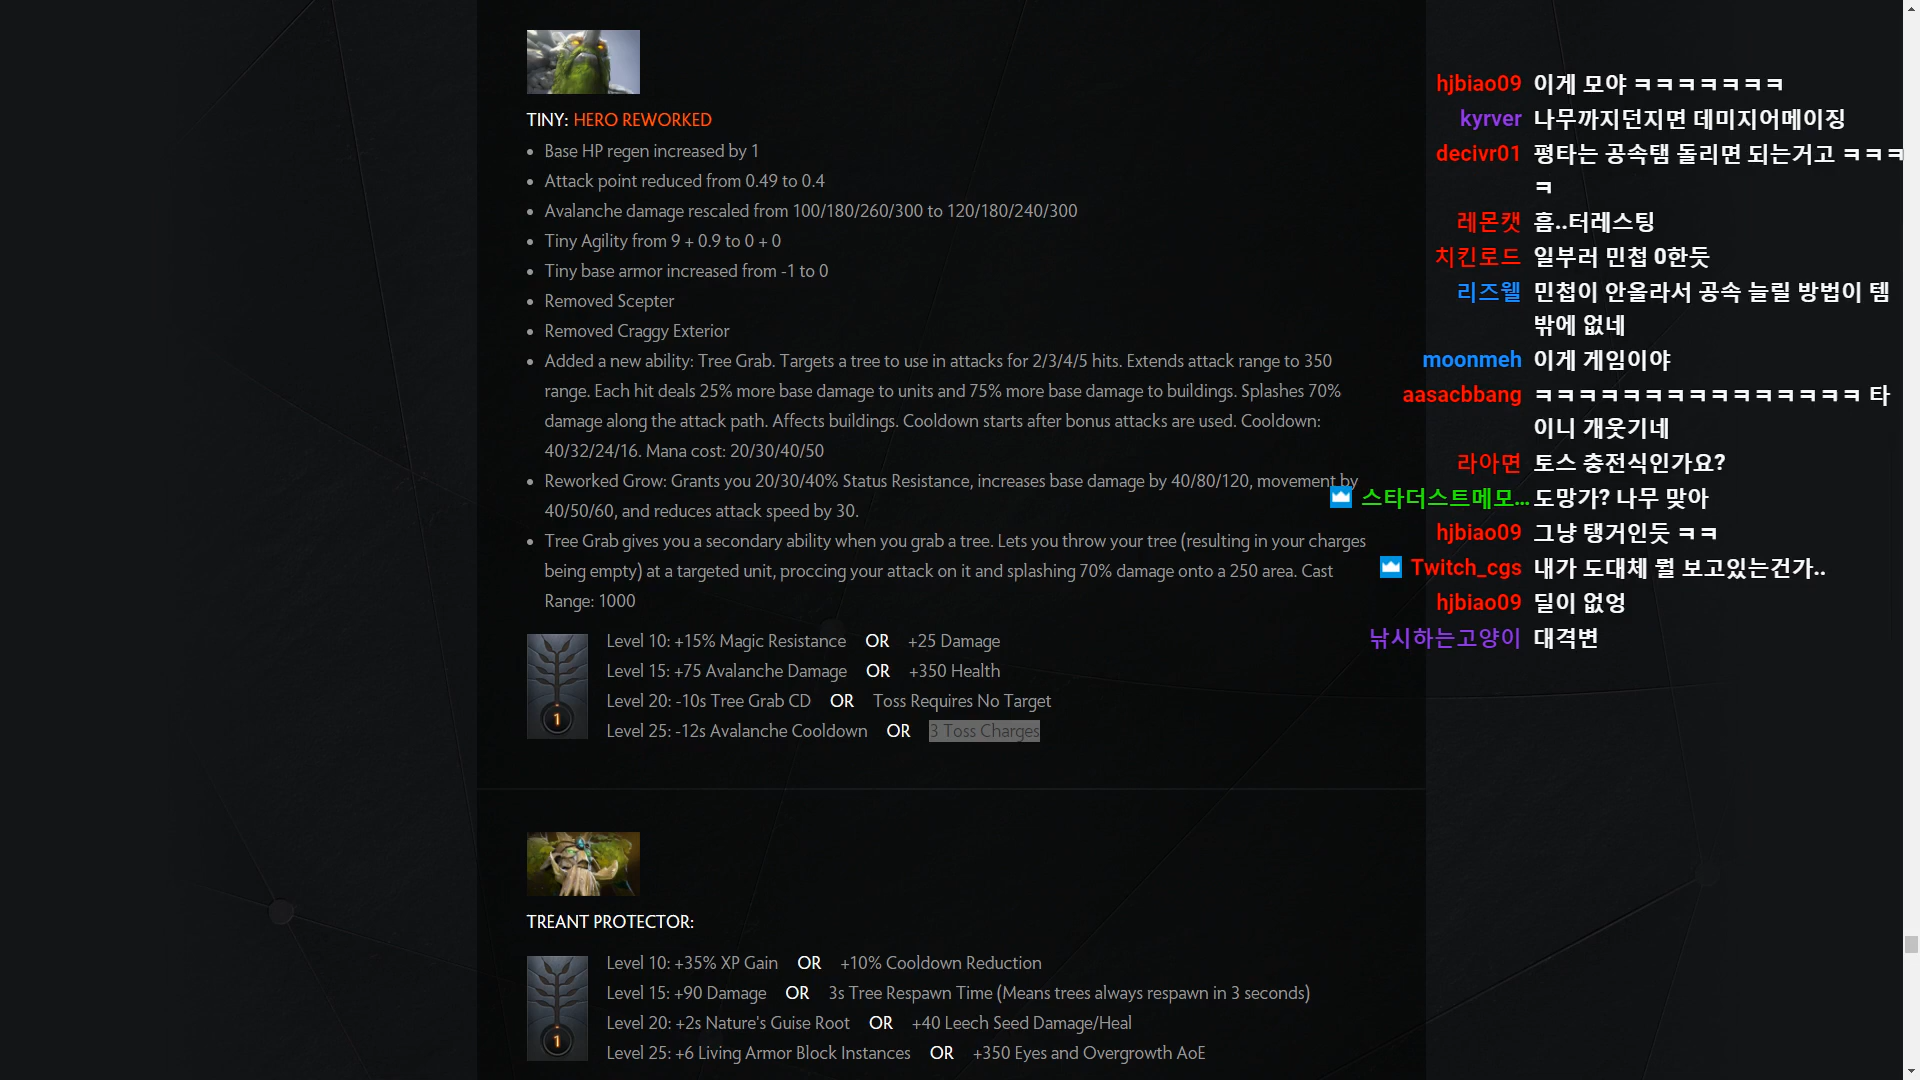 TINY: HERO REWORKED
Base HP regen increased by 1
Attack point reduced from 0.49 to 0.4
Avalanche damage rescaled from 100/180/260/300 to 120/180/240/300
Tiny Agility from 9 + 0.9 to 0 + 0
Tiny base armor increased from -1 to 0
Removed Scepter
Removed Craggy Exterior
Added a new ability: Tree Grab. Targets a tree to use in attacks for 2/3/4/5 hits. Extends attack range to 350
range. Each hit deals 25% more base damage to units and 75% more base damage to buildings. Splashes 70%
damage along the attack path. Affects buildings. Cooldown starts after bonus attacks are used. Cooldown:
40/32/24/16. Mana cost: 20/30/40/50
Reworked Grow: Grants you 20/30/40% Status Resistance, increases base damage by 40/80/120, movement by
40/50/60, and reduces attack speed by 30.
Tree Grab gives you a secondary ability when you grab a tree. Lets you throw your tree (resulting in your charges
being empty) at a targeted unit, proccing your attack on it and splashing 70% damage onto a 250 area. Cast
Range: 1000
1
Level 10: +15% Magic Resistance OR +25 Damage
Level 15: +75 Avalanche Damage OR +350 Health
Level 20: -10s Tree Grab CD OR Toss Requires No Target
Level 25: -12s Avalanche Cooldown OR 3 Toss Charges
TREANT PROTECTOR:
1
Level 10: +35% XP Gain OR +10% Cooldown Reduction
Level 15: +90 Damage OR 3s Tree Respawn Time (Means trees always respawn in 3 seconds)
Level 20: +2s Nature's Guise Root OR +40 Leech Seed Damage/Heal
Level 25: +6 Living Armor Block Instances OR +350 Eyes and Overgrowth AoE
hjbiao09 이게 모야 ㅋㅋㅋㅋㅋㅋㅋ
kyrver 나무까지던지면 데미지어메이징
decivr01 평타는 공속탬 돌리면 되는거고 ㅋㅋㅋ
ㅋ
레몬캣 흠..터레스팅
치킨로드 일부러 민첩 0한듯
리즈웰 민첩이 안올라서 공속 늘릴 방법이 템
밖에 없네
moonmeh 이게 게임이야
aasacbbang ㅋㅋㅋㅋㅋㅋㅋㅋㅋㅋㅋㅋㅋㅋㅋ 타
이니 개웃기네
라아면 토스 충전식인가요?
스타더스트메모... 도망가? 나무 맞아
hjbiao09 그냥 탱거인듯 ㅋㅋ
Twitch_cgs 내가 도대체 뭘 보고있는건가..
hjbiao09 딜이 없엉
낚시하는고양이 대격변